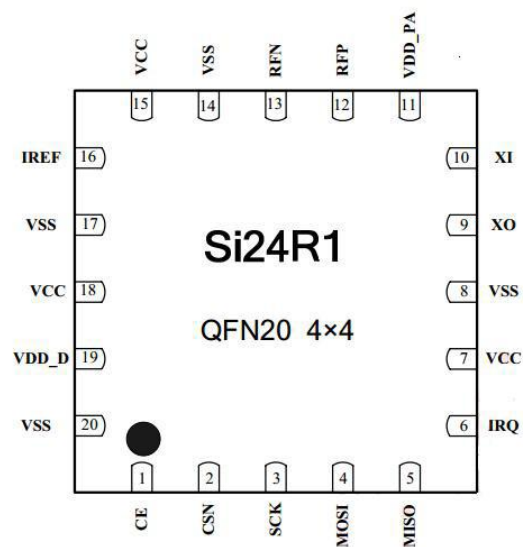 VCC VSS RFN RFP VDD_PA
15 14 13 12 11
IREF 16 10 XI
VSS 17 9 XO
Si24R1
VCC 18 8 VSS
QFN20 4×4
VDD_D 19 7 VCC
VSS 20 6 IRQ
1 2 3 4 5
CE CSN SCK MOSI MISO